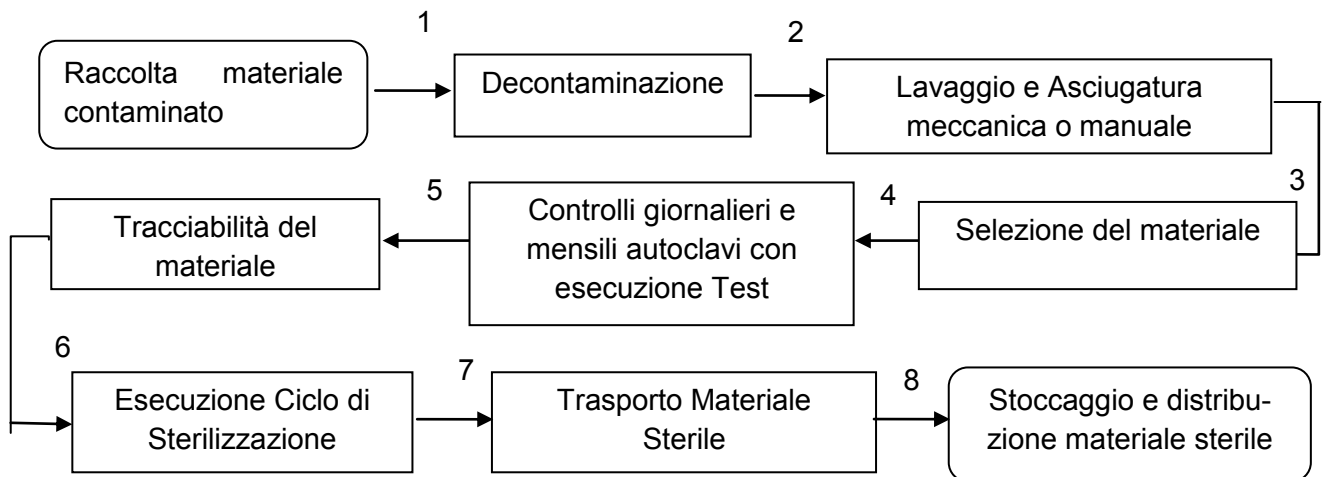 1
2
Raccolta materiale
contaminato
Decontaminazione
Lavaggio e Asciugatura
meccanica o manuale
3
4
5
Selezione del materiale
Controlli giornalieri e
mensili autoclavi con
esecuzione Test
Tracciabilità del
materiale
6
7
8
Esecuzione Ciclo di
Sterilizzazione
Trasporto Materiale
Sterile
Stoccaggio e distribu-
zione materiale sterile